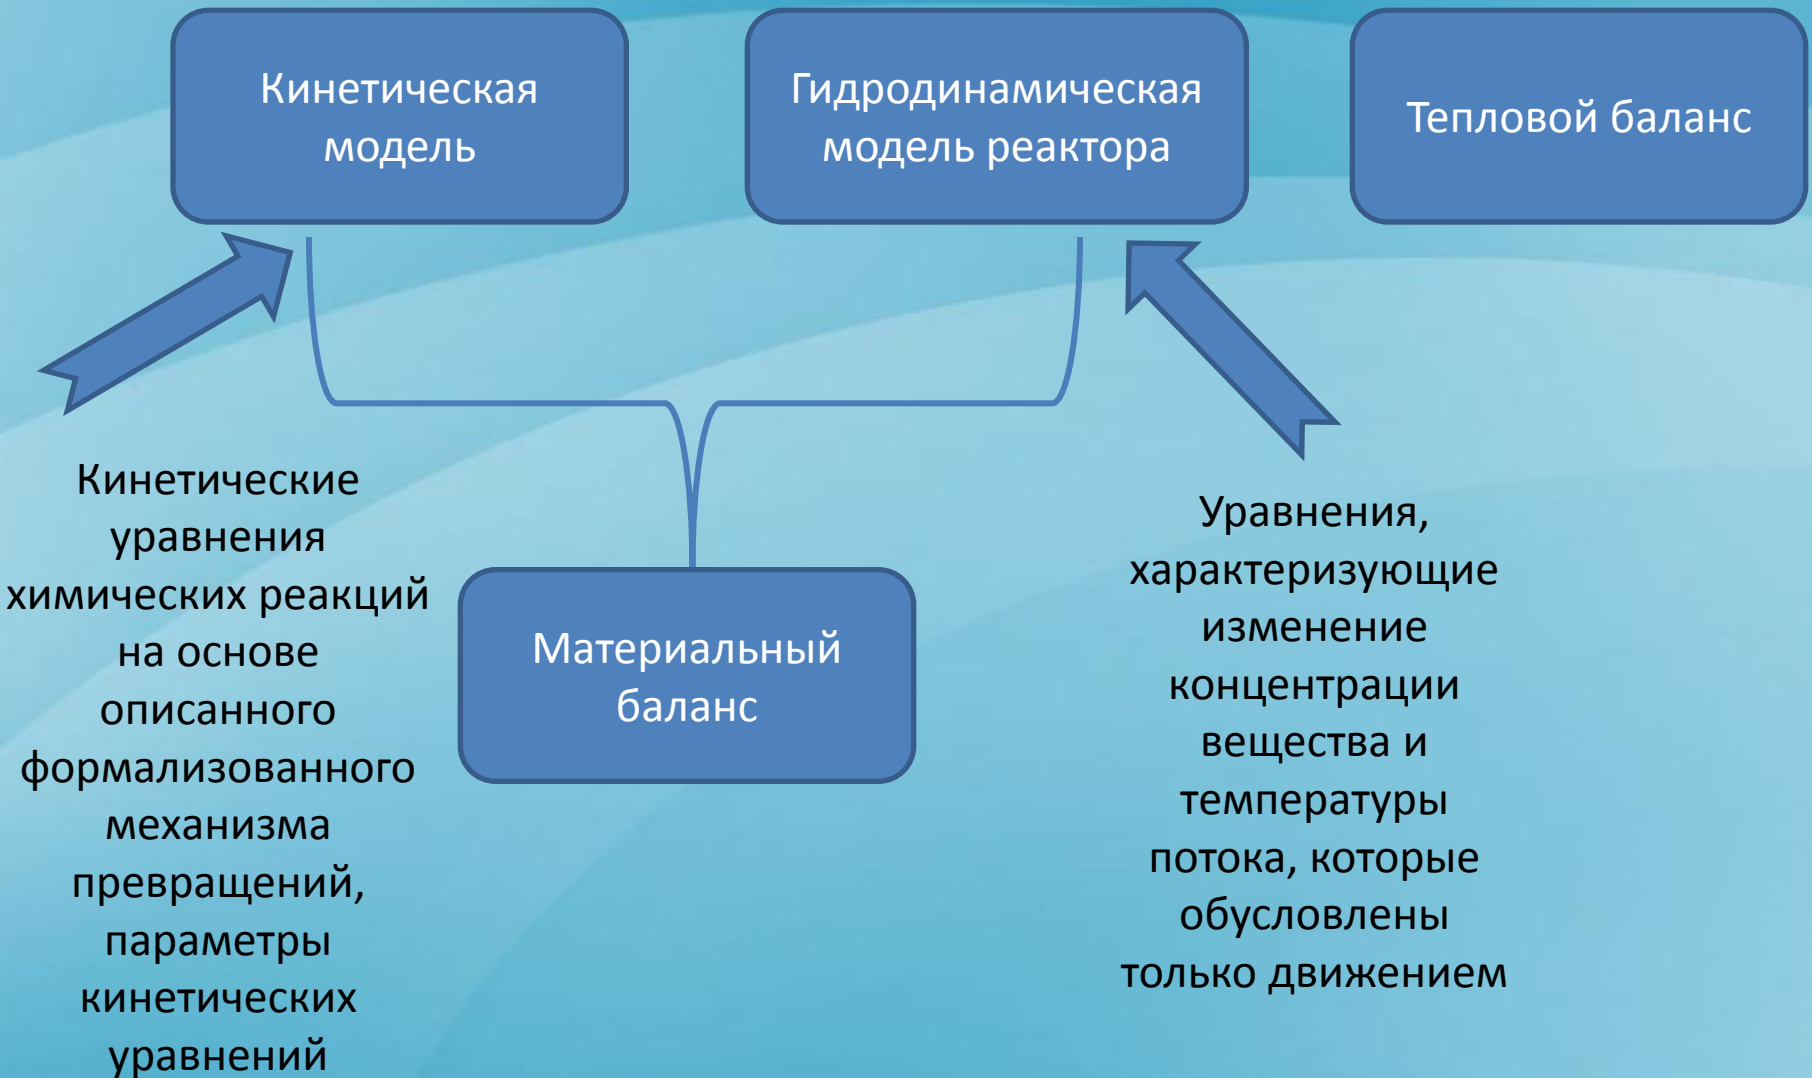 Кинетическая
модель
Гидродинамическая
модель реактора
Тепловой баланс
Кинетические
уравнения
химических реакций
на основе
описанного
формализованного
механизма
превращений,
параметры
кинетических
уравнений
Материальный
баланс
Уравнения,
характеризующие
изменение
концентрации
вещества и
температуры
потока, которые
обусловлены
только движением